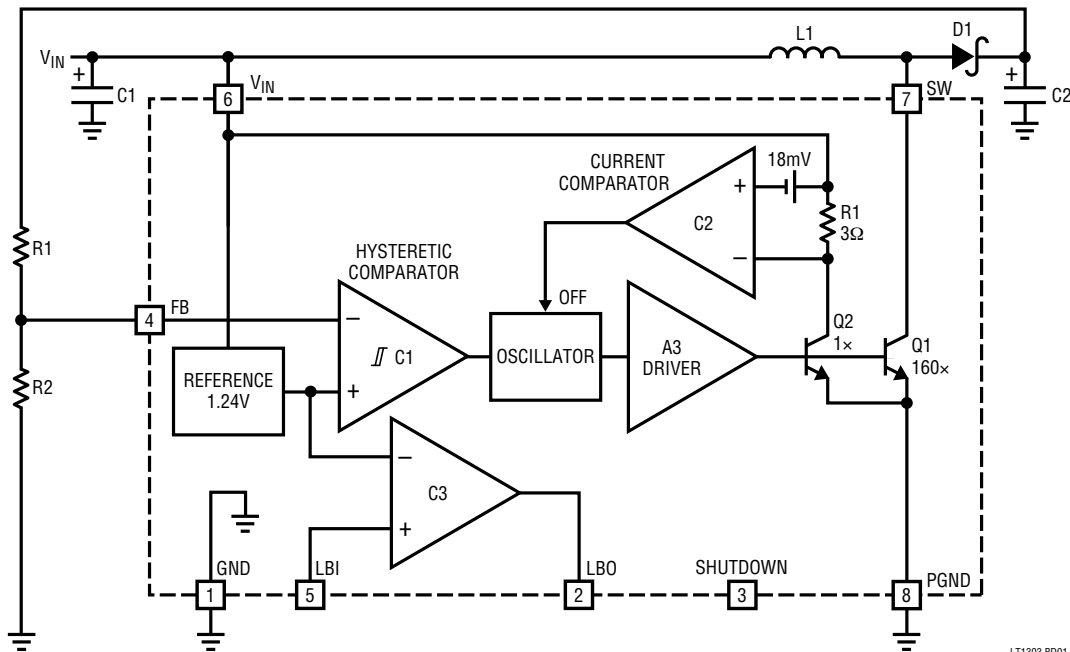 L1
D1
VIN
+
C1
6
VIN
7
SW
+
C2
CURRENT
COMPARATOR
18mV
+
C2
−
R1
3Ω
R1
HYSTERETIC
COMPARATOR
4
FB
−
C1
+
OFF
OSCILLATOR
A3
DRIVER
Q2
1×
Q1
160×
REFERENCE
1.24V
R2
−
C3
+
GND
1
LBI
5
LBO
2
SHUTDOWN
3
PGND
8
LT1303 BD01